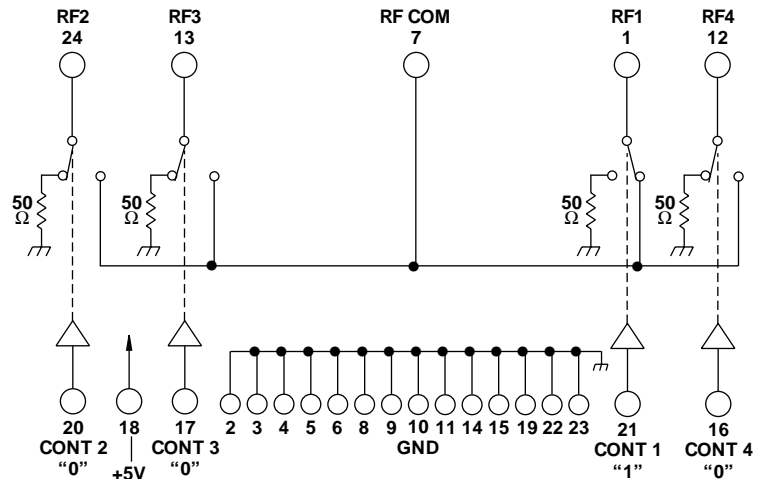 RF2 RF3 RF COM RF1 RF4
24 13 7 1 12
50 Ω 50 Ω 50 Ω 50 Ω
20 18 17 2 3 4 5 6 8 9 10 11 14 15 19 22 23 21 16
CONT 2 CONT 3 GND CONT 1 CONT 4
“0” +5V “0” “1” “0”